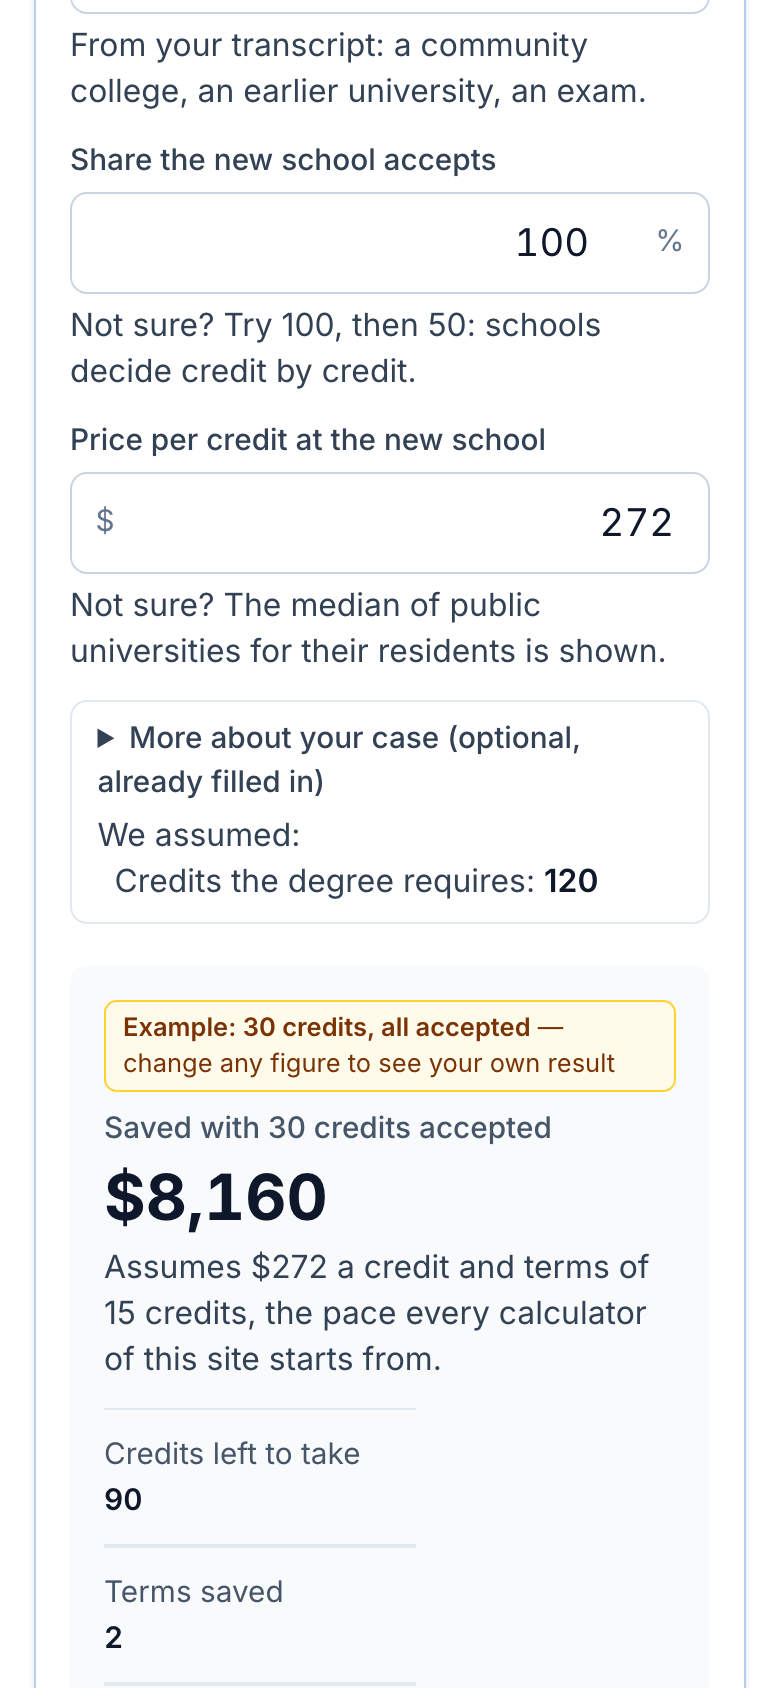 From your transcript: a community
college, an earlier university, an exam.
Share the new school accepts
100 %
Not sure? Try 100, then 50: schools
decide credit by credit.
Price per credit at the new school
$ 272
Not sure? The median of public
universities for their residents is shown.
▶ More about your case (optional,
already filled in)
We assumed:
Credits the degree requires: 120
Example: 30 credits, all accepted —
change any figure to see your own result
Saved with 30 credits accepted
$8,160
Assumes $272 a credit and terms of
15 credits, the pace every calculator
of this site starts from.
Credits left to take
90
Terms saved
2